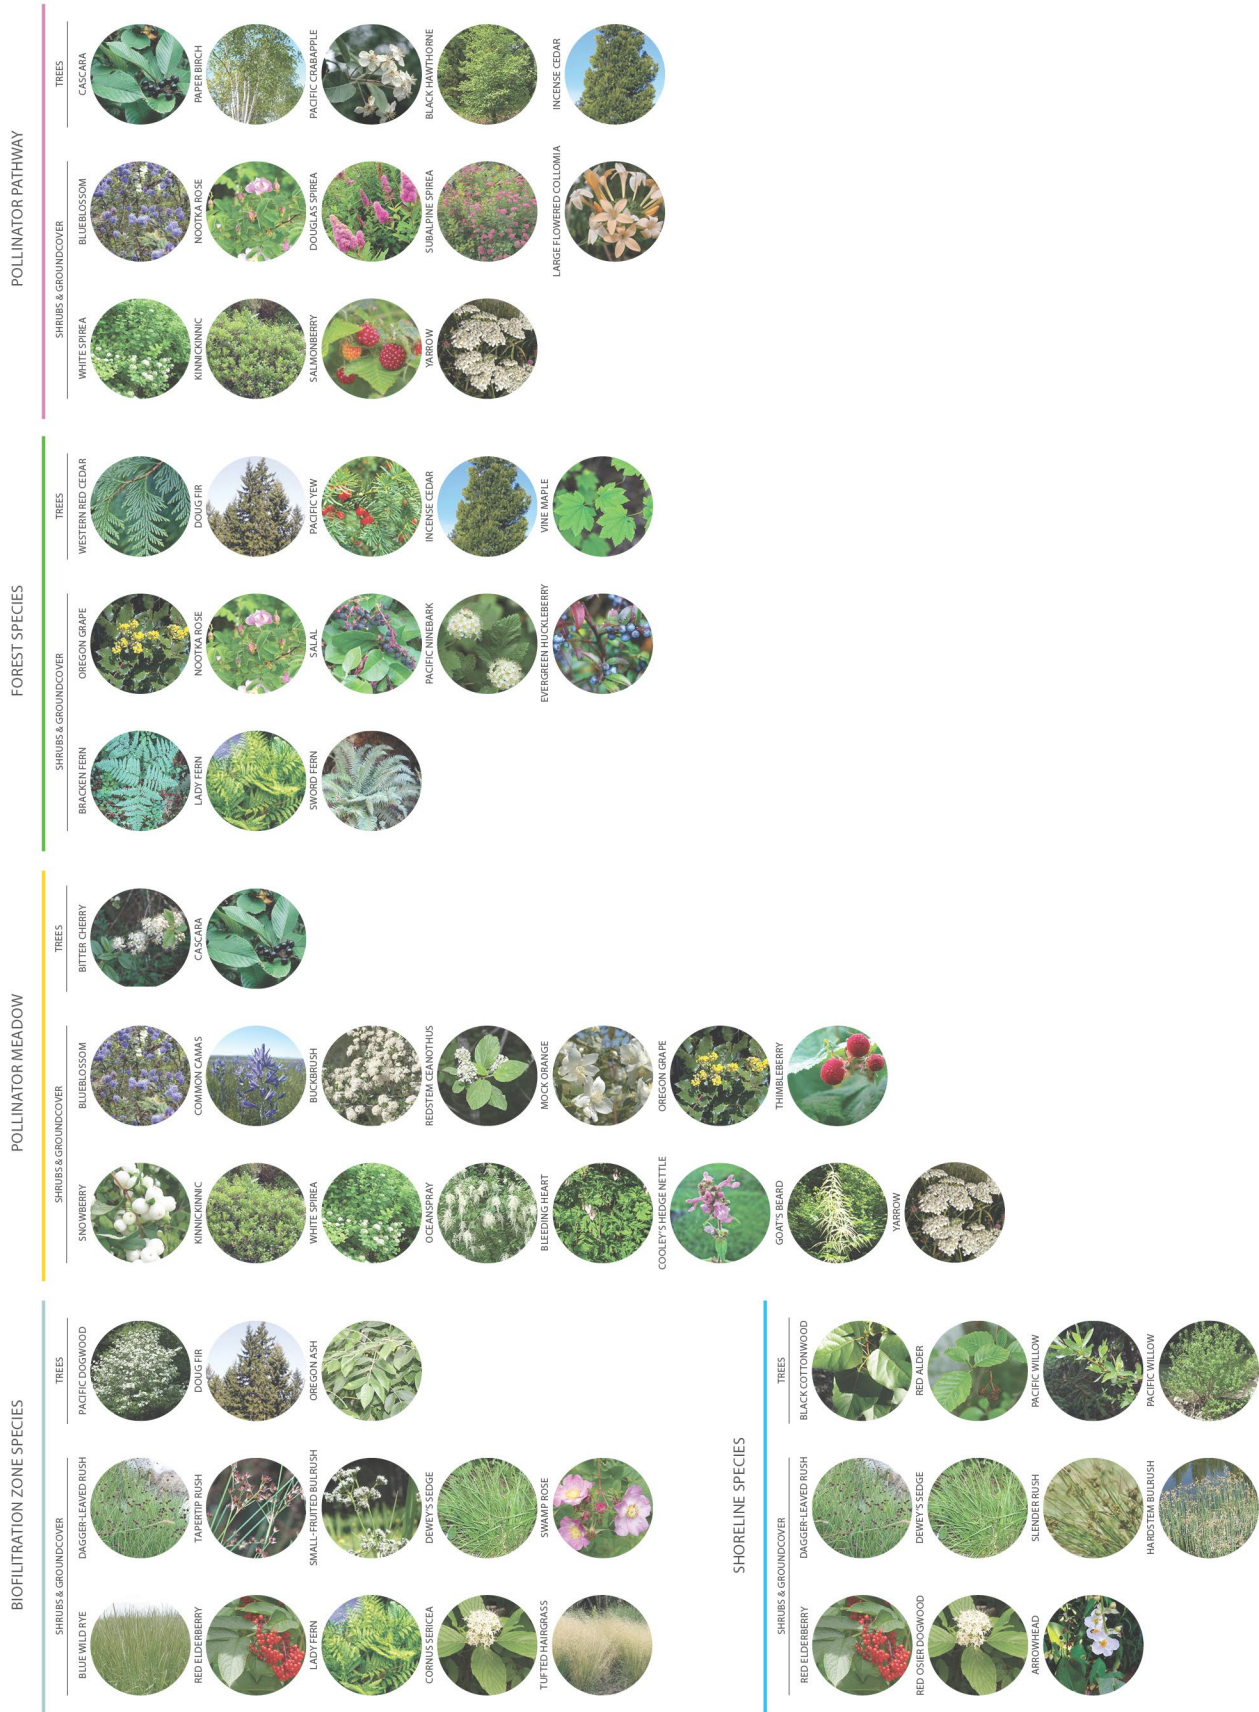 BIOFILITRATION ZONE SPECIES
SHRUBS & GROUNDCOVER
BLUE WILD RYE
RED ELDERBERRY
LADY FERN
CORNUS SERICEA
TUFTED HAIRGRASS
DAGGER-LEAVED RUSH
TAPERTIP RUSH
SMALL-FRUITED BULRUSH
DEWEY'S SEDGE
SWAMP ROSE
TREES
PACIFIC DOGWOOD
DOUG FIR
OREGON ASH
POLLINATOR MEADOW
SHRUBS & GROUNDCOVER
SNOWBERRY
KINNICKINNIC
WHITE SPIREA
OCEANSPRAY
BLEEDING HEART
COOLEY'S HEDGE NETTLE
GOAT'S BEARD
YARROW
BLUEBLOSSOM
COMMON CAMAS
BUCKBRUSH
REDSTEM CEANOTHUS
MOCK ORANGE
OREGON GRAPE
THIMBLEBERRY
TREES
BITTER CHERRY
CASCARA
FOREST SPECIES
SHRUBS & GROUNDCOVER
BRACKEN FERN
LADY FERN
SWORD FERN
OREGON GRAPE
NOOTKA ROSE
SALAL
PACIFIC NINEBARK
EVERGREEN HUCKLEBERRY
TREES
WESTERN RED CEDAR
DOUG FIR
PACIFIC YEW
INCENSE CEDAR
VINE MAPLE
POLLINATOR PATHWAY
SHRUBS & GROUNDCOVER
WHITE SPIREA
KINNICKINNIC
SALMONBERRY
YARROW
BLUEBLOSSOM
NOOTKA ROSE
DOUGLAS SPIREA
SUBALPINE SPIREA
LARGE FLOWERED COLLOMIA
TREES
CASCARA
PAPER BIRCH
PACIFIC CRABAPPLE
BLACK HAWTHORNE
INCENSE CEDAR
SHORELINE SPECIES
SHRUBS & GROUNDCOVER
RED ELDERBERRY
RED OSIER DOGWOOD
ARROWHEAD
DAGGER-LEAVED RUSH
DEWEY'S SEDGE
SLENDER RUSH
HARDSTEM BULRUSH
TREES
BLACK COTTONWOOD
RED ALDER
PACIFIC WILLOW
PACIFIC WILLOW